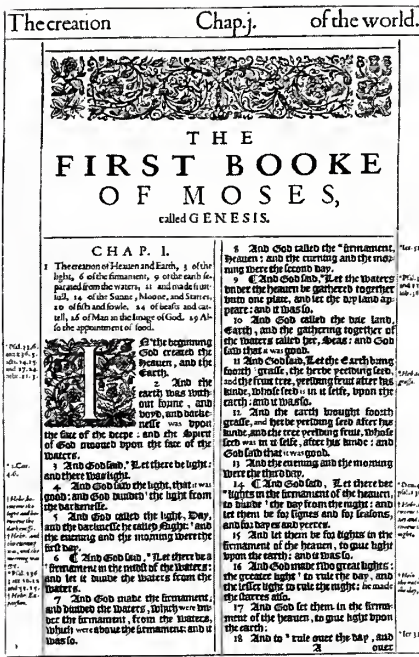 The creation Chap.j. of the world.
THE
FIRST BOOKE
OF MOSES,
called GENESIS.
CHAP. I.
1 The creation of Heauen and Earth, 3 of the
light, 6 of the firmament, 9 of the earth se-
parated from the waters, 11 and made fruit-
full, 14 of the Sunne, Moone, and Starres,
20 of fish and fowle, 24 of beasts and cat-
tell, 26 of Man in the Image of God. 29 Al-
so the appointment of food.
IN the beginning
God created the
Heauen, and the
Earth.
2 And the
earth was with-
out forme, and
voyd, and darke-
nesse was vpon
the face of the deepe: and the Spirit
of God mooued vpon the face of the
waters.
3 And God said, Let there be light:
and there was light.
4 And God saw the light, that it was
good: and God diuided the light from
the darkenesse.
5 And God called the light, Day,
and the darknesse he called Night: and
the euening and the morning were the
first day.
6 ¶ And God said, Let there be a
firmament in the midst of the waters:
and let it diuide the waters from the
waters.
7 And God made the firmament,
and diuided the waters, which were vn-
der the firmament, from the waters,
which were aboue the firmament: and it
was so.
8 And God called the firmament,
Heauen: and the euening and the mor-
ning were the second day.
9 ¶ And God said, Let the waters
vnder the heauen be gathered together
vnto one place, and let the dry land ap-
peare: and it was so.
10 And God called the drie land,
Earth, and the gathering together of
the waters called hee, Seas: and God
saw that it was good.
11 And God said, Let the Earth bring
foorth grasse, the herbe yeelding seed,
and the fruit tree, yeelding fruit after his
kinde, whose seed is in it selfe, vpon the
earth: and it was so.
12 And the earth brought foorth
grasse, and herbe yeelding seed after his
kinde, and the tree yeelding fruit, whose
seed was in it selfe, after his kinde: and
God saw that it was good.
13 And the euening and the morning
were the third day.
14 ¶ And God said, Let there bee
lights in the firmament of the heauen,
to diuide the day from the night: and
let them be for signes and for seasons,
and for dayes and yeeres.
15 And let them be for lights in the
firmament of the heauen, to giue light
vpon the earth: and it was so.
16 And God made two great lights:
the greater light to rule the day, and
the lesser light to rule the night: he made
the starres also.
17 And God set them in the firma-
ment of the heauen, to giue light vpon
the earth:
18 And to rule ouer the day, and
A ouer